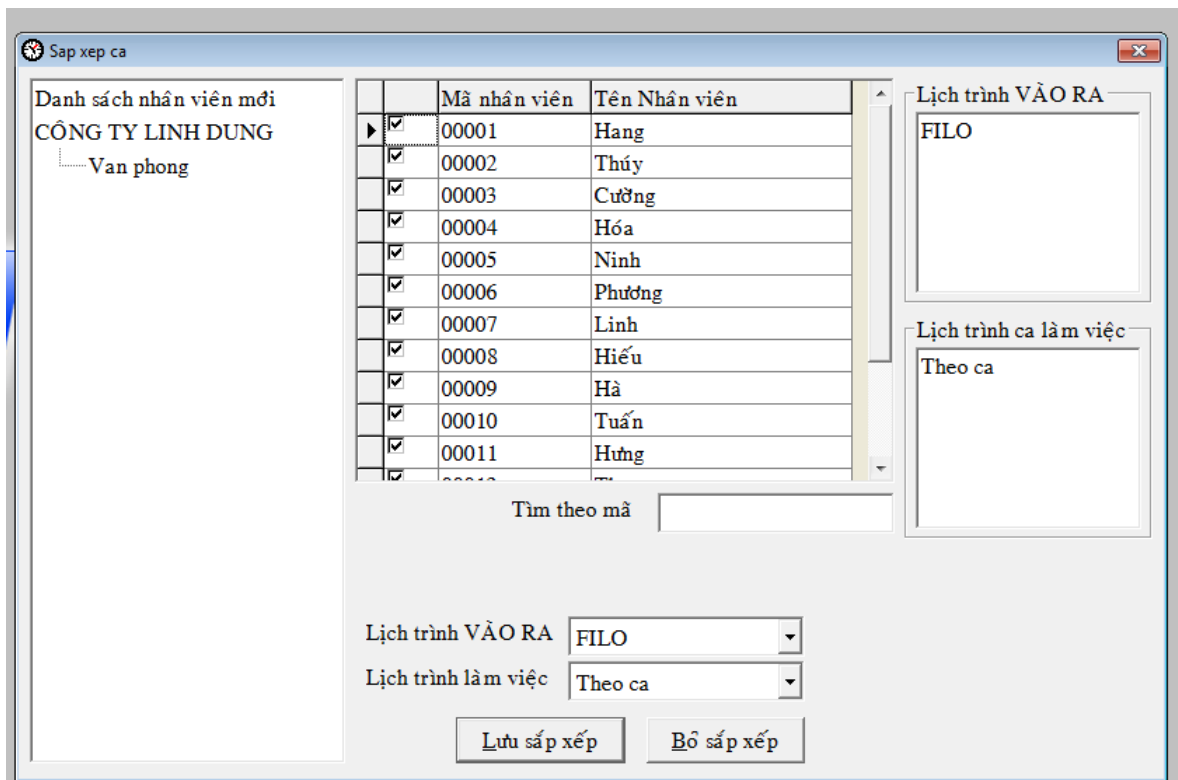 Sap xep ca
Danh sách nhân viên mới
CÔNG TY LINH DUNG
Van phong
Mã nhân viên Tên Nhân viên
00001 Hang
00002 Thúy
00003 Cường
00004 Hóa
00005 Ninh
00006 Phương
00007 Linh
00008 Hiếu
00009 Hà
00010 Tuấn
00011 Hưng
Tìm theo mã
Lịch trình VÀO RA
FILO
Lịch trình ca làm việc
Theo ca
Lịch trình VÀO RA FILO
Lịch trình làm việc Theo ca
Lưu sắp xếp Bỏ sắp xếp